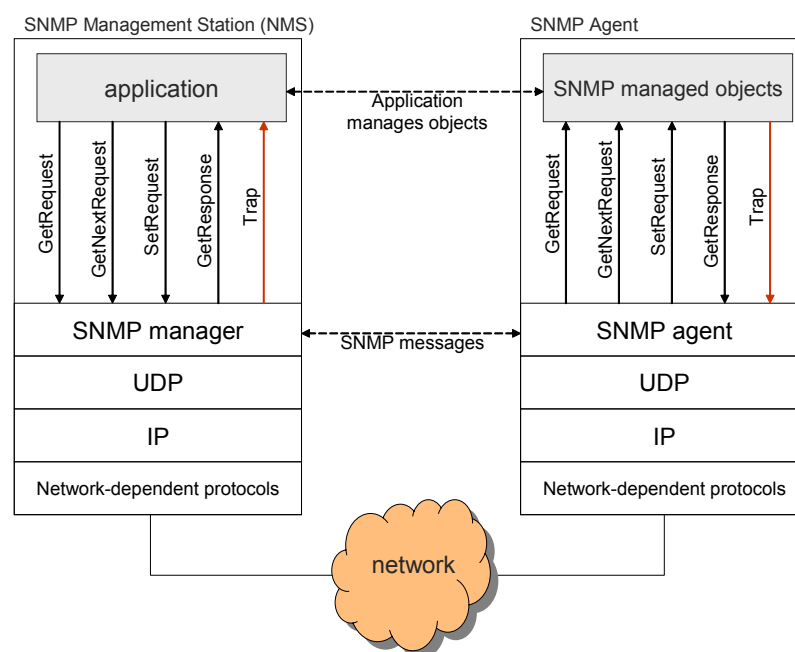 SNMP Management Station (NMS)
SNMP Agent
application
SNMP managed objects
Application
manages objects
GetRequest
GetNextRequest
SetRequest
GetResponse
Trap
GetRequest
GetNextRequest
SetRequest
GetResponse
Trap
SNMP manager
SNMP agent
SNMP messages
UDP
UDP
IP
IP
Network-dependent protocols
Network-dependent protocols
network